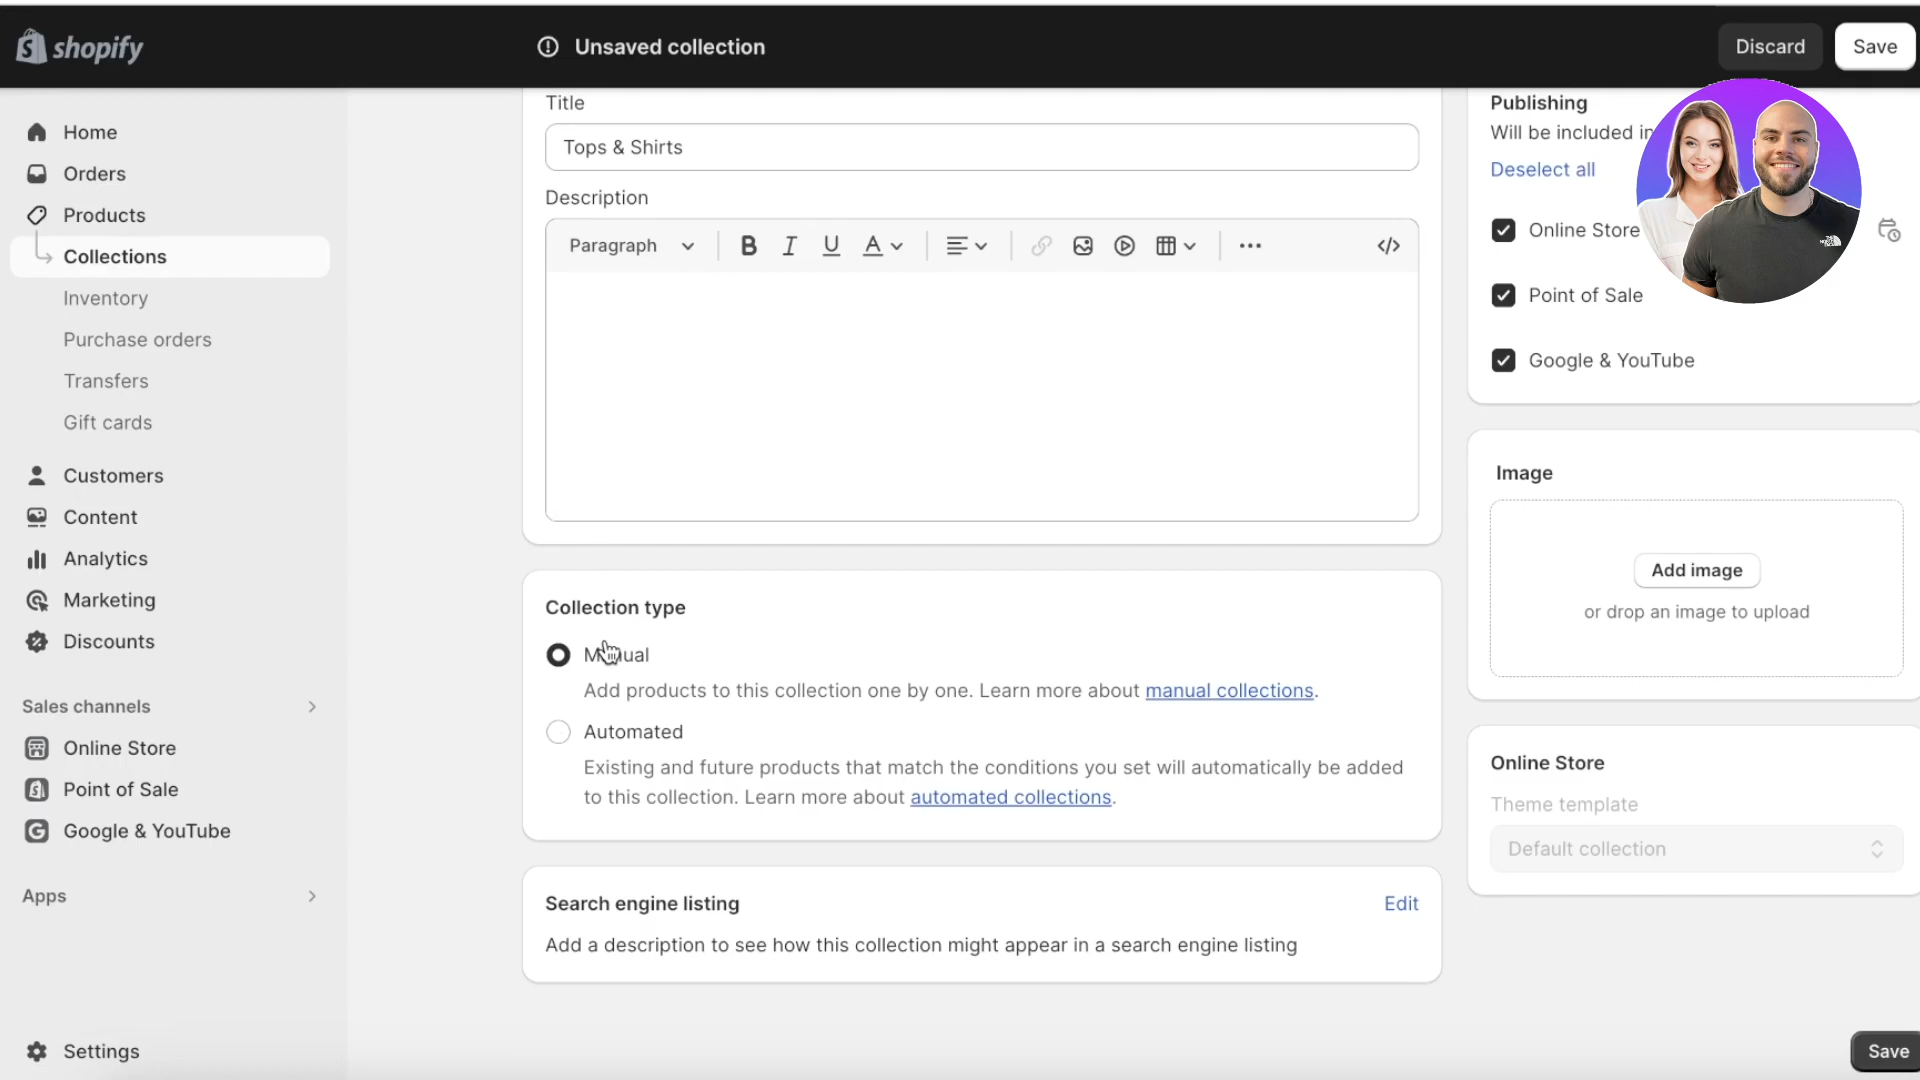 shopify
Unsaved collection
Discard
Save
Home
Orders
Products
Collections
Inventory
Purchase orders
Transfers
Gift cards
Customers
Content
Analytics
Marketing
Discounts
Sales channels
Online Store
Point of Sale
Google & YouTube
Apps
Settings
Title
Tops & Shirts
Description
Paragraph
Collection type
Manual
Add products to this collection one by one. Learn more about manual collections.
Automated
Existing and future products that match the conditions you set will automatically be added
to this collection. Learn more about automated collections.
Search engine listing
Edit
Add a description to see how this collection might appear in a search engine listing
Publishing
Will be included in
Deselect all
Online Store
Point of Sale
Google & YouTube
Image
Add image
or drop an image to upload
Online Store
Theme template
Default collection
Save